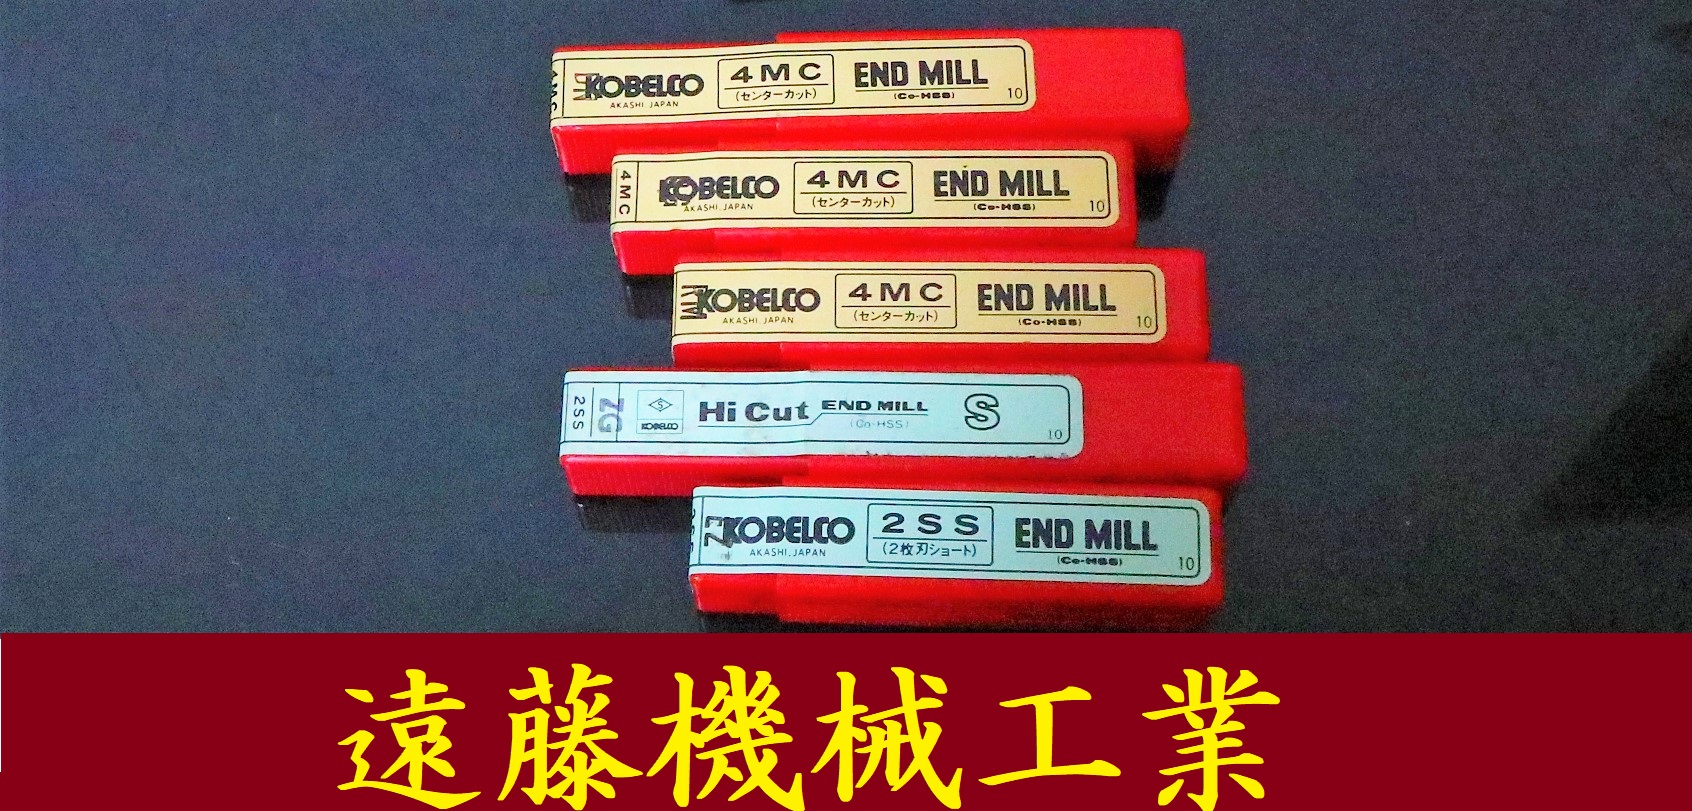 4MC
KOBELCO
AKASHI JAPAN
4MC
(センターカット)
END MILL
(Co-HSS)
10
4MC
KOBELCO
AKASHI, JAPAN
4MC
(センターカット)
END MILL
(Co-HSS)
10
KOBELCO
AKASHI, JAPAN
4MC
(センターカット)
END MILL
(Co-HSS)
10
2SS
ZG
S
KOBELCO
Hi Cut END MILL
(Co-HSS)
S
10
KOBELCO
AKASHI, JAPAN
2SS
(2枚刃ショート)
END MILL
(Co-HSS)
10
遠藤機械工業